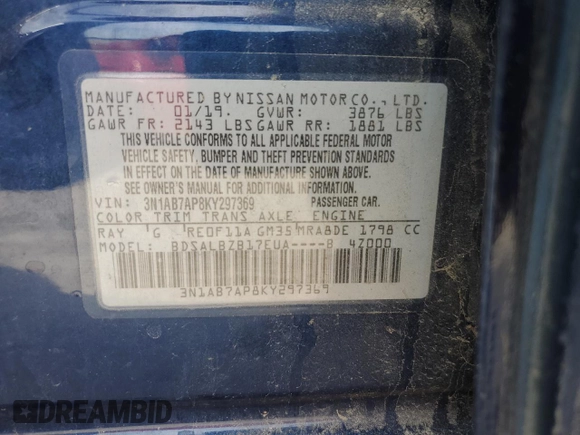 MANUFACTURED BY NISSAN MOTOR CO., LTD.
DATE: 01/19. GVWR: 3876 LBS
GAWR FR: 2143 LBS GAWR RR: 1881 LBS
THIS VEHICLE CONFORMS TO ALL APPLICABLE FEDERAL MOTOR
VEHICLE SAFETY, BUMPER AND THEFT PREVENTION STANDARDS
IN EFFECT ON THE DATE OF MANUFACTURE SHOWN ABOVE.
SEE OWNER'S MANUAL FOR ADDITIONAL INFORMATION.
VIN: 3N1AB7AP8KY297369 PASSENGER CAR.
COLOR TRIM TRANS AXLE ENGINE
RAY G RE0F11A GM35 MRA8DE 1798 CC
MODEL: BDSALBZB17EUA----B 4Z000
3N1AB7AP8KY297369
DREAMBID